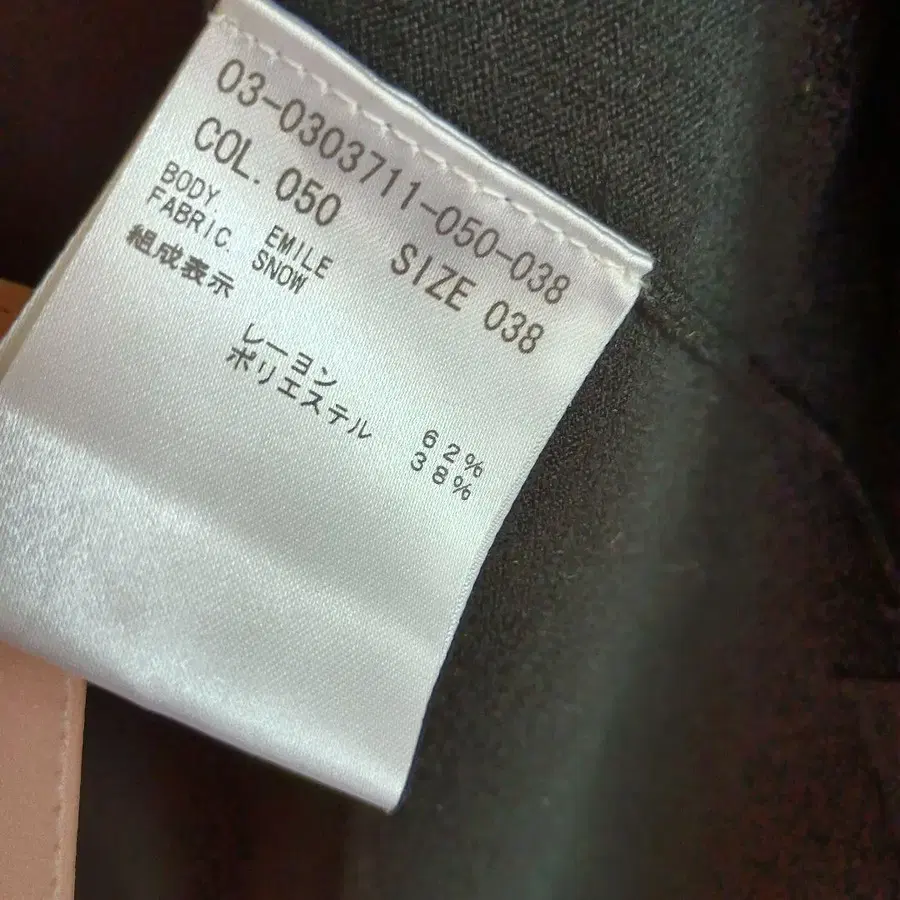 03-0303711-050-038
COL. 050 SIZE 038
BODY EMILE
FABRIC. SNOW
組成表示
レーヨン 62%
ポリエステル 38%